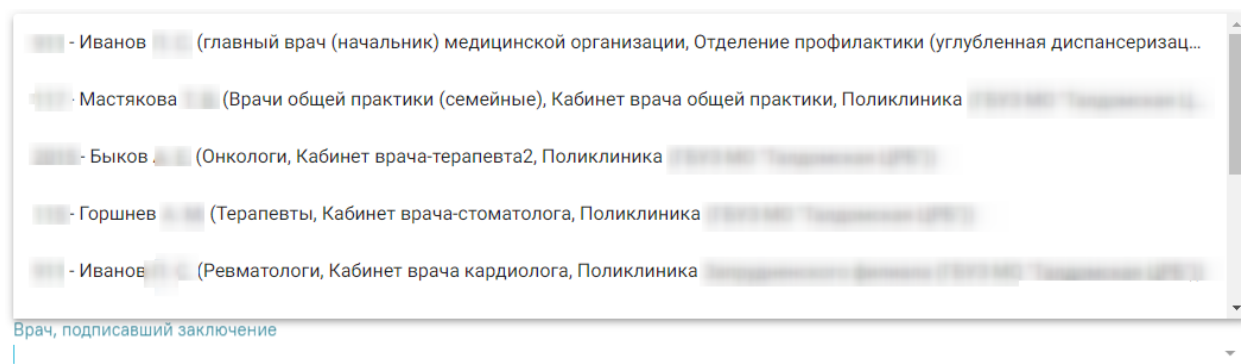 - Иванов (главный врач (начальник) медицинской организации, Отделение профилактики (углубленная диспансеризац...
- Мастякова (Врачи общей практики (семейные), Кабинет врача общей практики, Поликлиника
- Быков (Онкологи, Кабинет врача-терапевта2, Поликлиника
- Горшнев (Терапевты, Кабинет врача-стоматолога, Поликлиника
- Иванов (Ревматологи, Кабинет врача кардиолога, Поликлиника
Врач, подписавший заключение